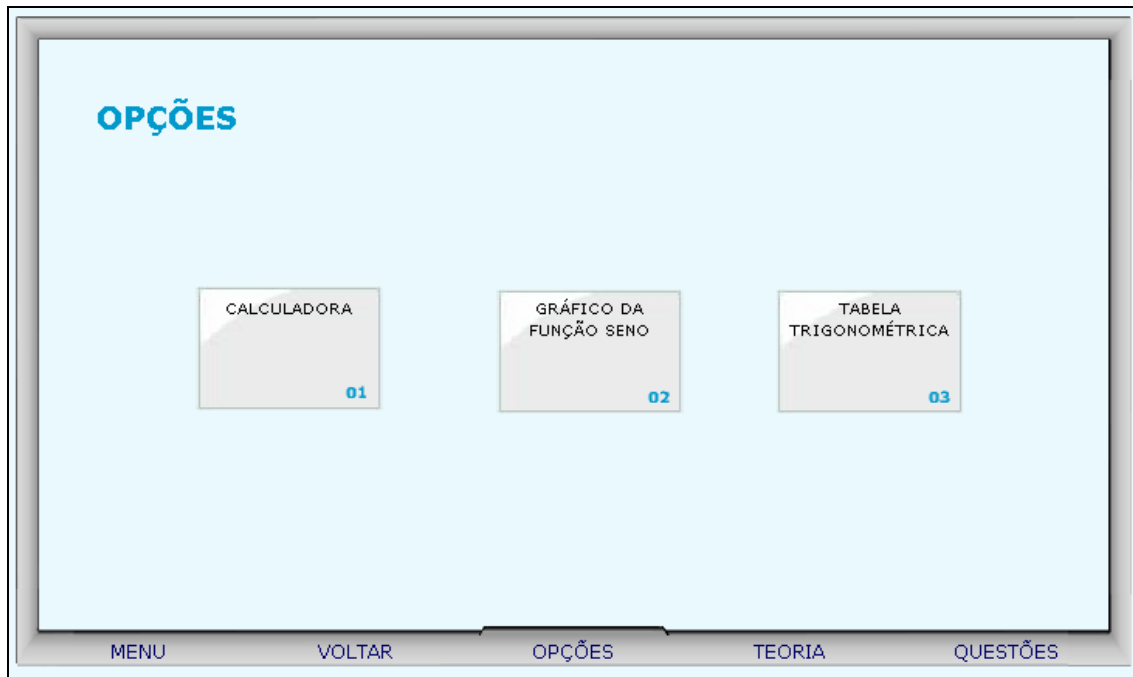 OPÇÕES
CALCULADORA
01
GRÁFICO DA
FUNÇÃO SENO
02
TABELA
TRIGONOMÉTRICA
03
MENU
VOLTAR
OPÇÕES
TEORIA
QUESTÕES